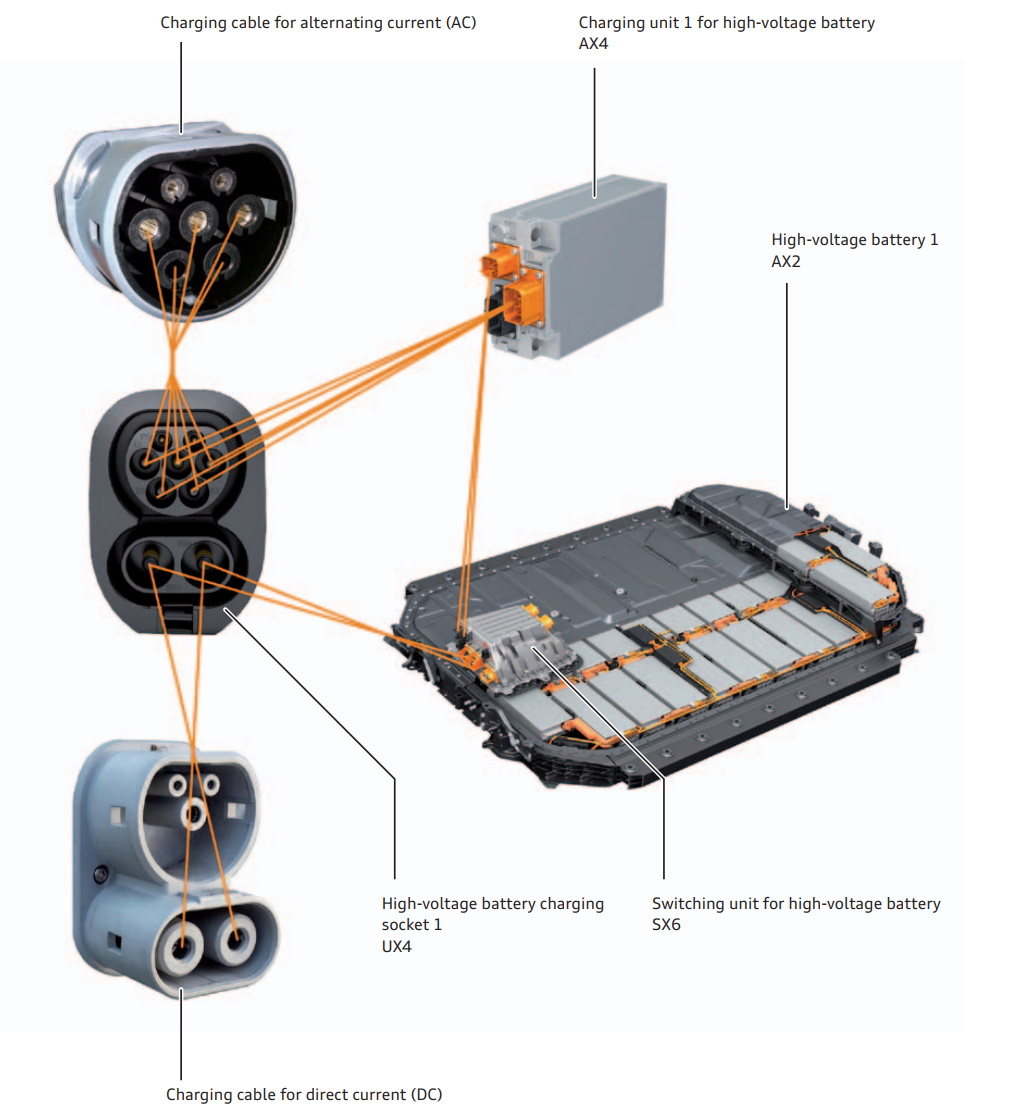 Charging cable for alternating current (AC)
Charging unit 1 for high-voltage battery
AX4
High-voltage battery 1
AX2
High-voltage battery charging
socket 1
UX4
Switching unit for high-voltage battery
SX6
Charging cable for direct current (DC)